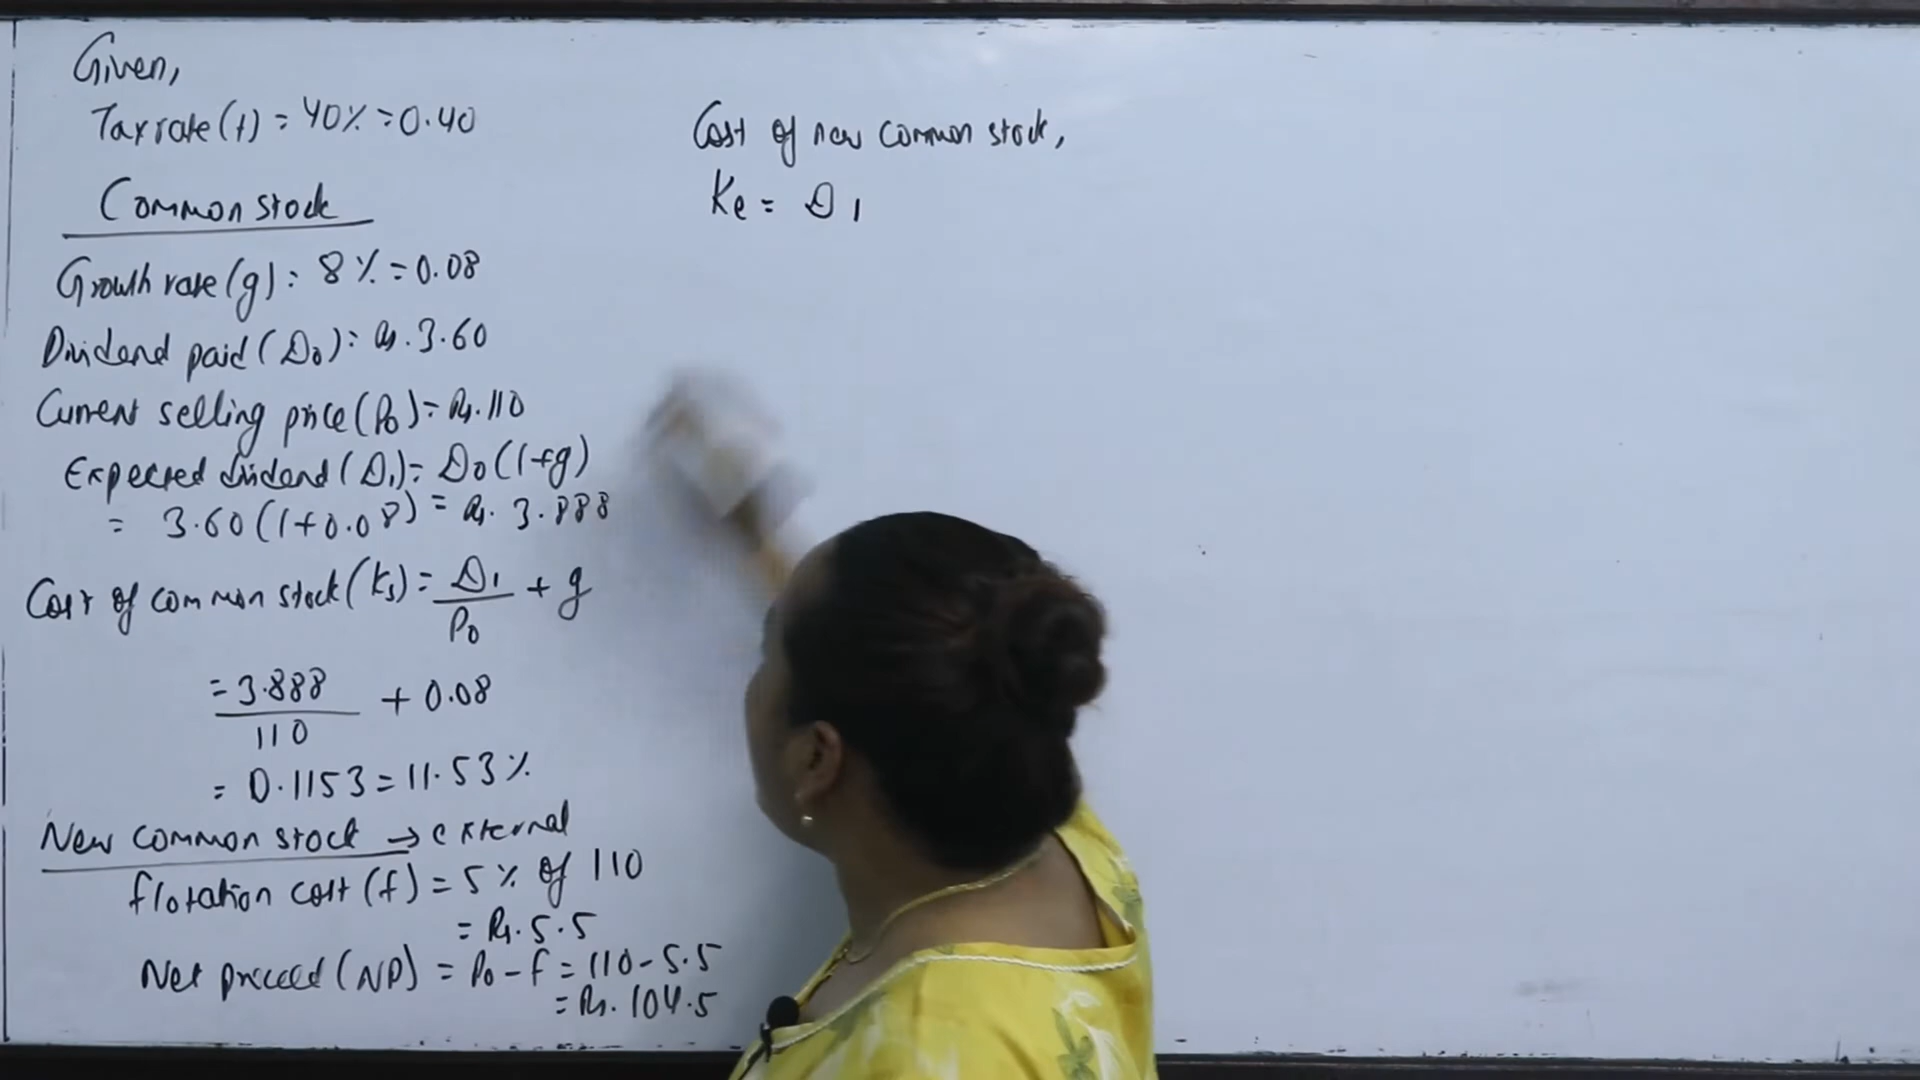 Given,
Tax rate (t) = 40% = 0.40
Common stock
Growth rate (g) = 8% = 0.08
Dividend paid (D0) = Rs. 3.60
Current selling price (P0) = Rs. 110
Expected dividend (D1) = D0 (1+g)
= 3.60 (1+0.08) = Rs. 3.888
Cost of common stock (Ks) = D1 / P0 + g
= 3.888 / 110 + 0.08
= 0.1153 = 11.53%
New common stock → external
flotation cost (f) = 5% of 110
= Rs. 5.5
Net proceed (NP) = P0 - f = 110 - 5.5
= Rs. 104.5
Cost of new common stock,
Ke = D1